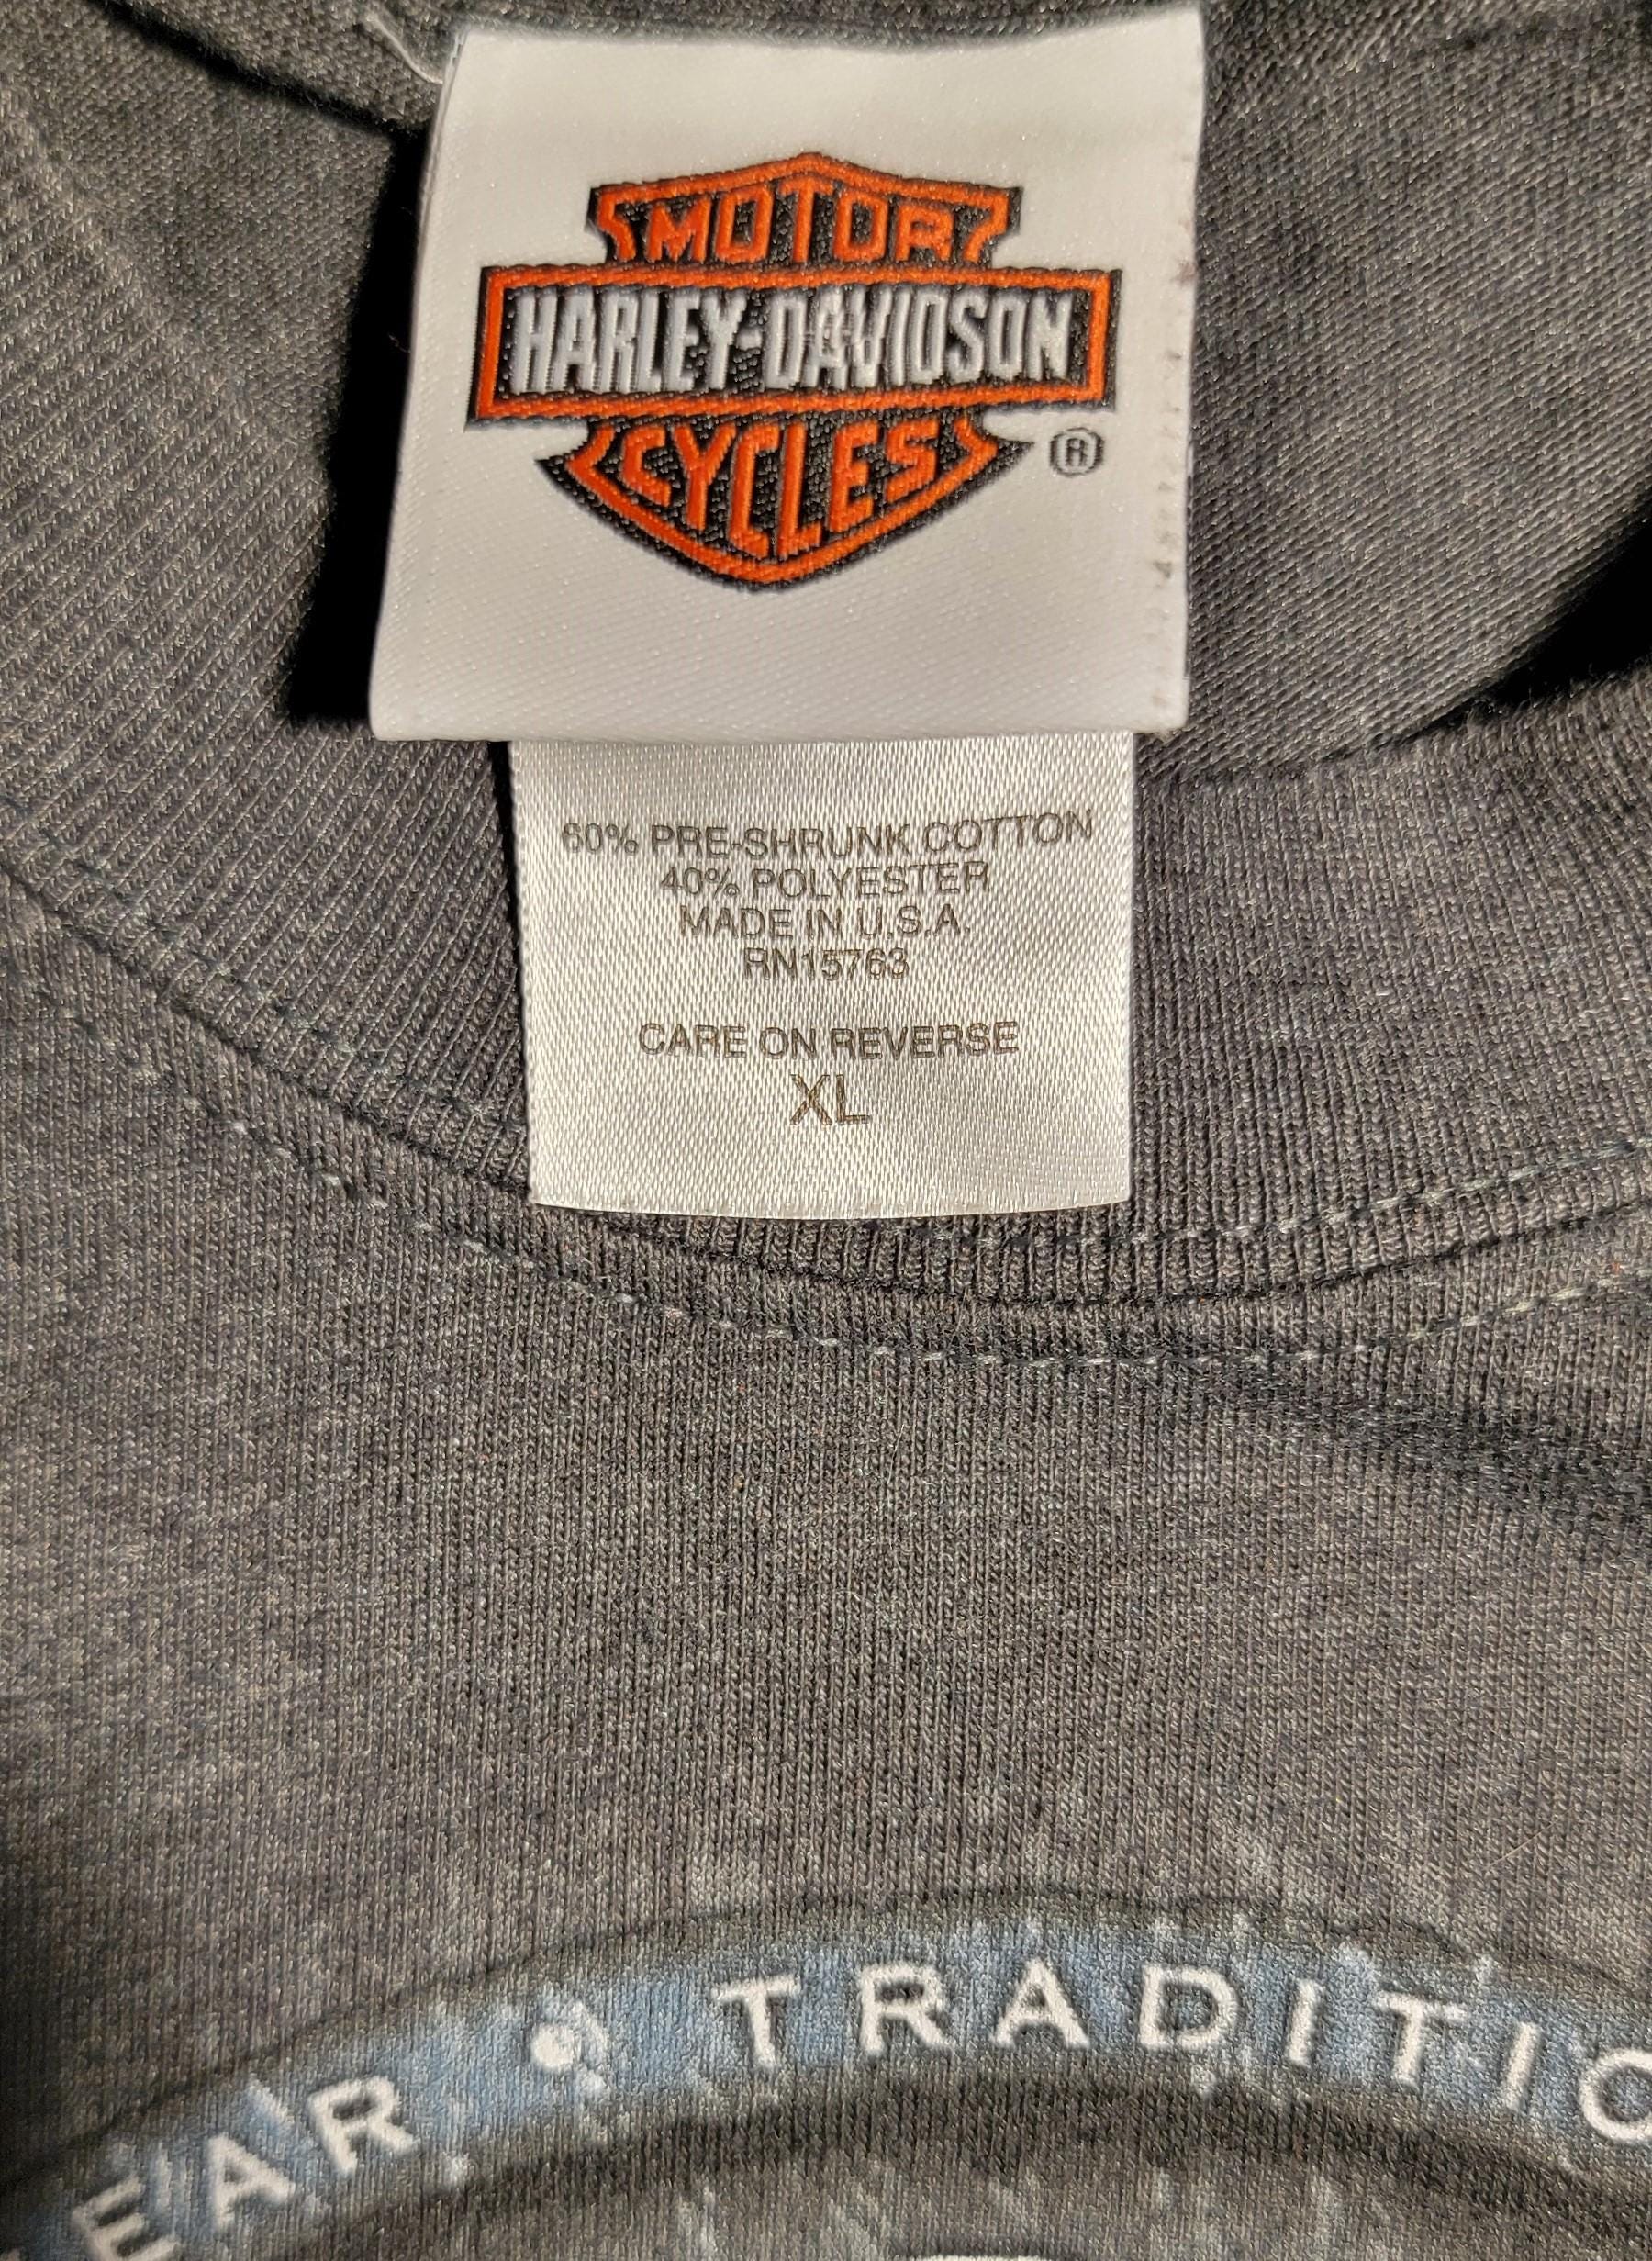 MOTOR
HARLEY-DAVIDSON
CYCLES
®
60% PRE-SHRUNK COTTON
40% POLYESTER
MADE IN U.S.A.
RN15763
CARE ON REVERSE
XL
EAR • TRADITIO